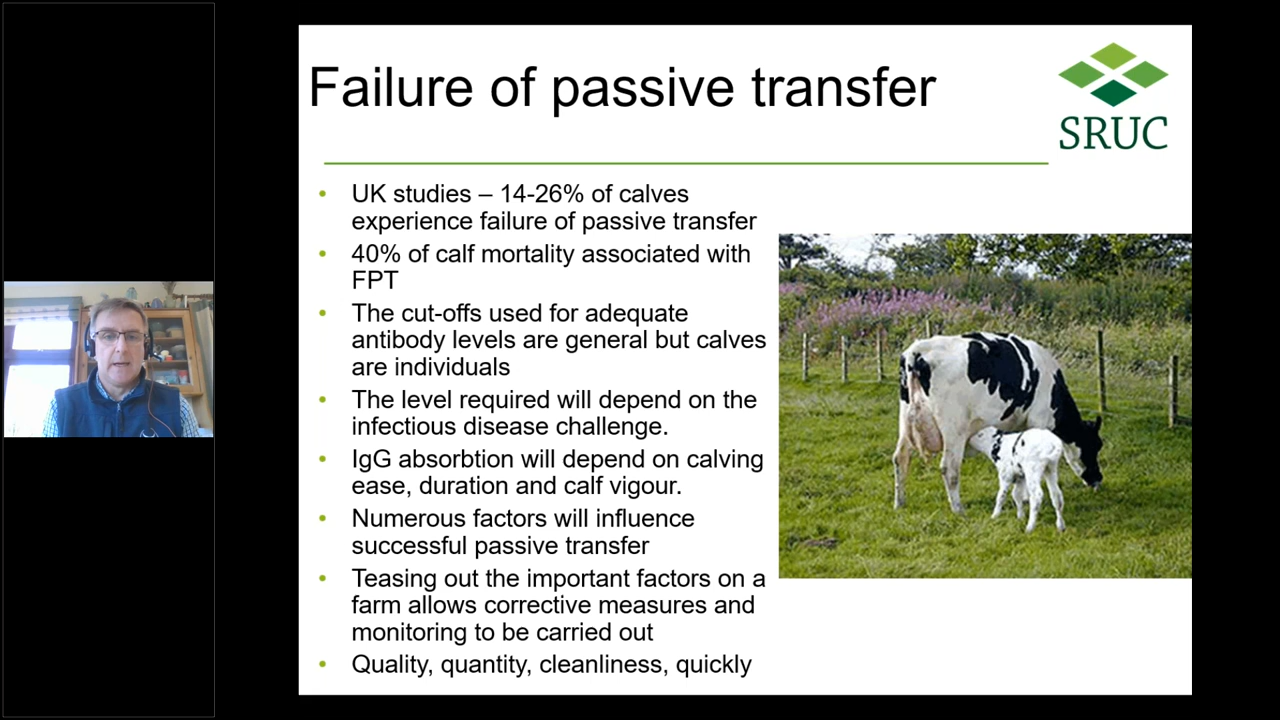 Failure of passive transfer
SRUC
• UK studies – 14-26% of calves
experience failure of passive transfer
• 40% of calf mortality associated with
FPT
• The cut-offs used for adequate
antibody levels are general but calves
are individuals
• The level required will depend on the
infectious disease challenge.
• IgG absorbtion will depend on calving
ease, duration and calf vigour.
• Numerous factors will influence
successful passive transfer
• Teasing out the important factors on a
farm allows corrective measures and
monitoring to be carried out
• Quality, quantity, cleanliness, quickly